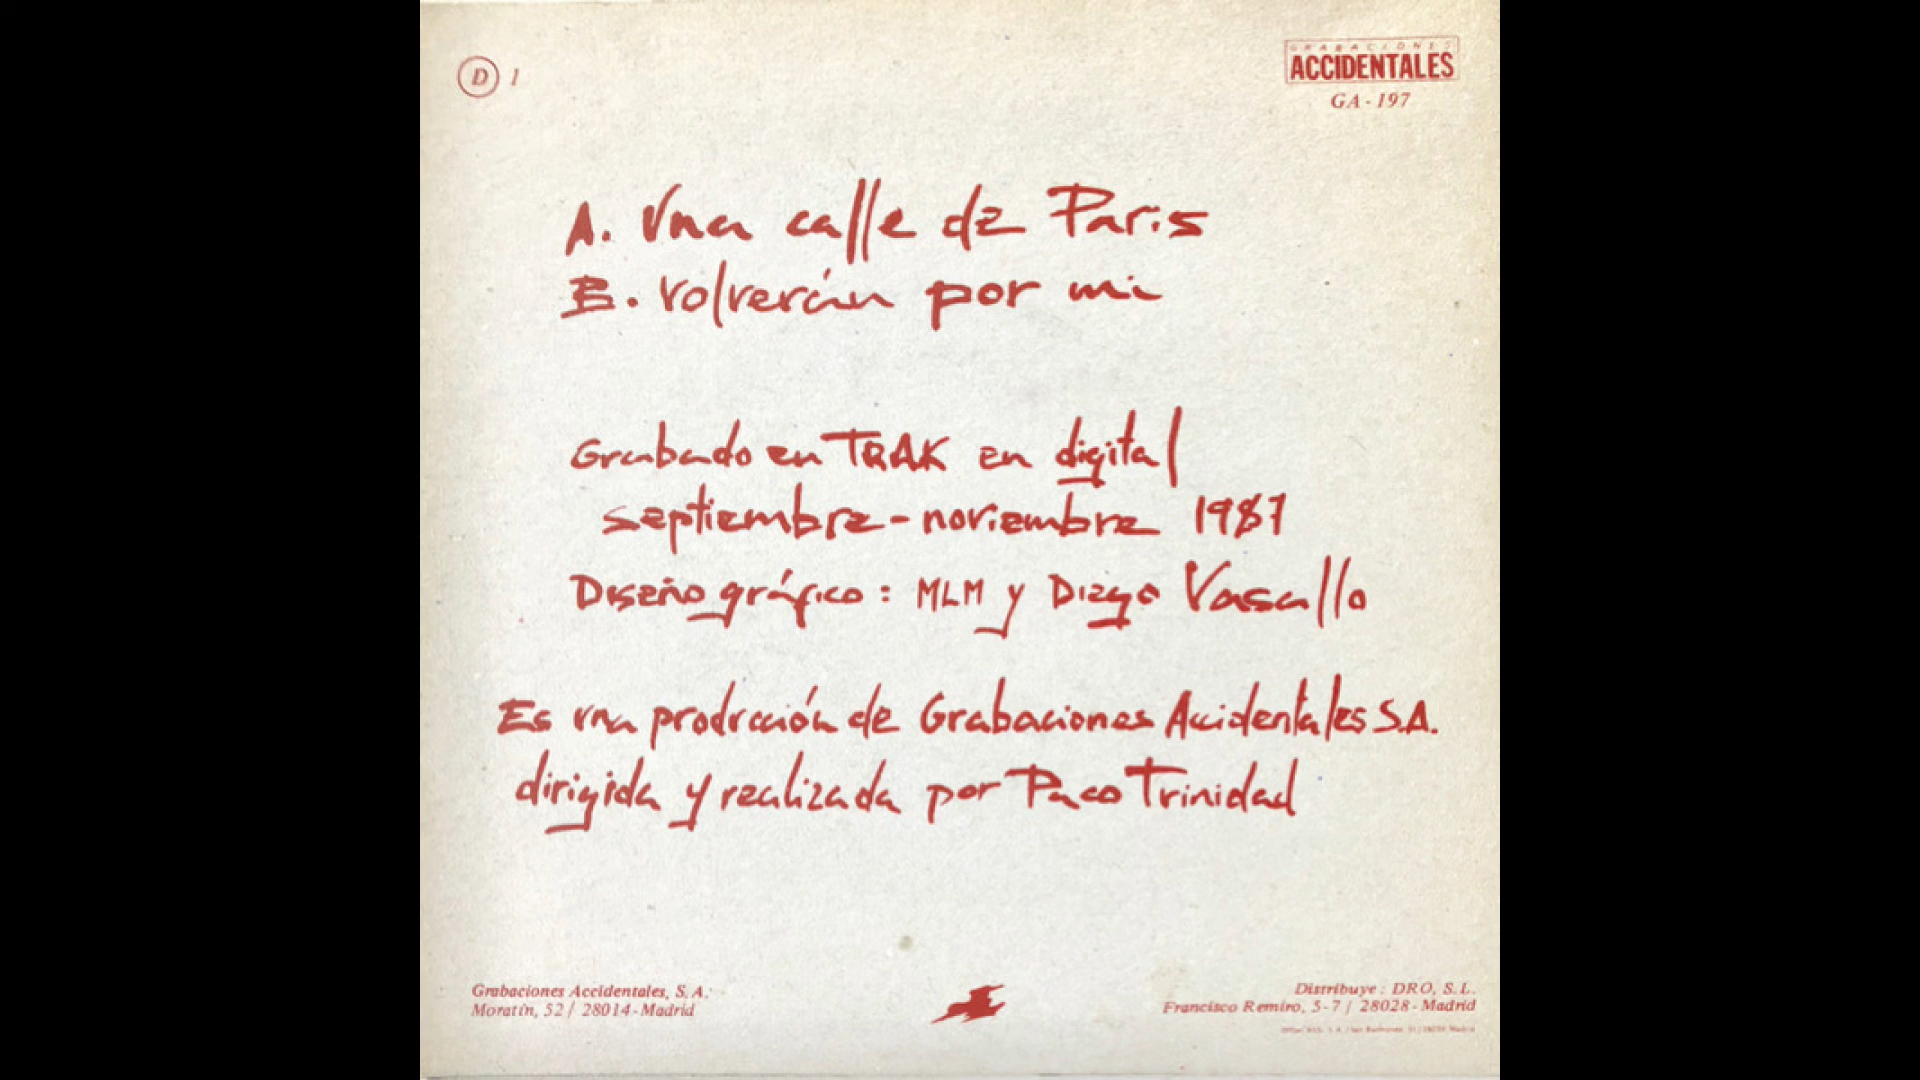 D 1
GRABACIONES
ACCIDENTALES
GA-197
A. Una calle de Paris
B. Volverán por mi
Grabado en TRAK en digital
septiembre-noviembre 1987
Diseño gráfico: MLM y Diego Vasallo
Es una producción de Grabaciones Accidentales S.A.
dirigida y realizada por Paco Trinidad
Grabaciones Accidentales, S.A.
Moratín, 52 / 28014-Madrid
Distribuye: DRO, S.L.
Francisco Remiro, 5-7 / 28028-Madrid